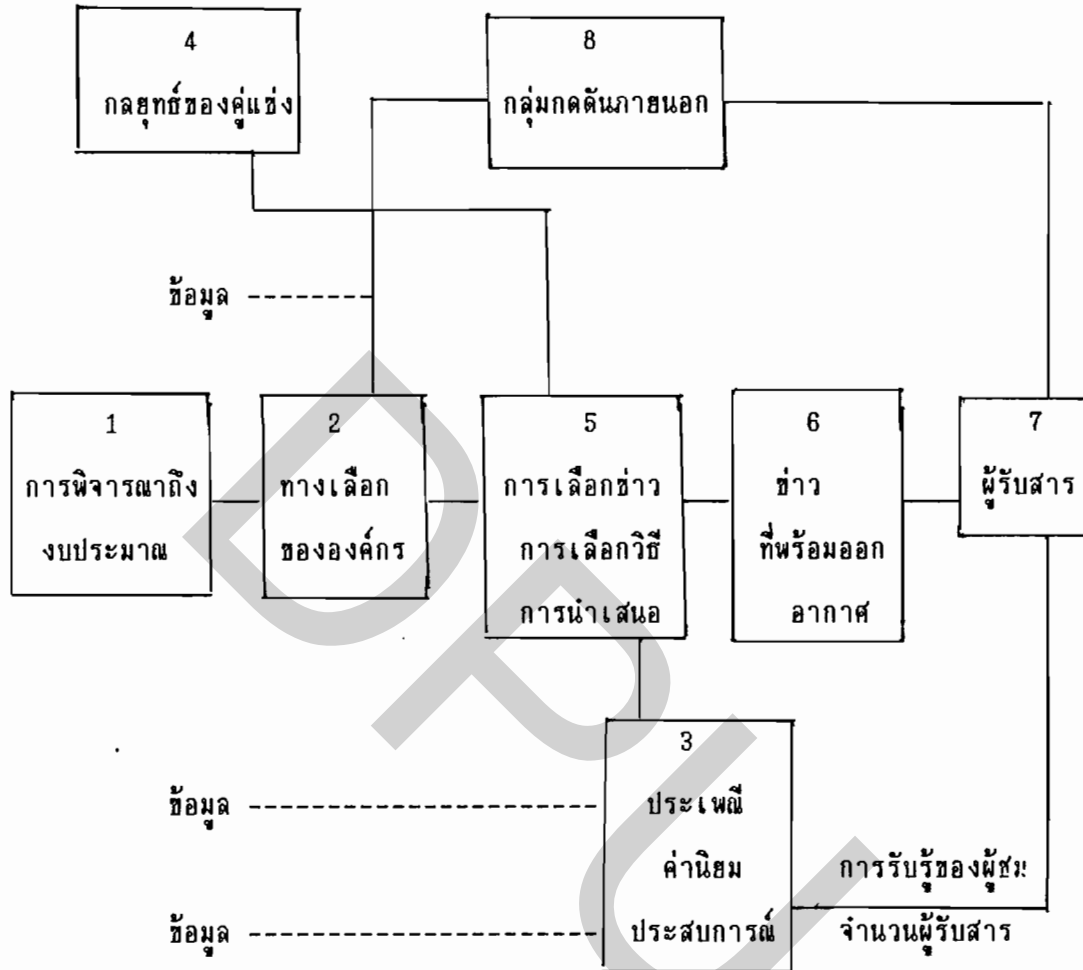 4
กลยุทธ์ของคู่แข่ง
8
กลุ่มกดดันภายนอก
ข้อมูล
1
การพิจารณาถึง
งบประมาณ
2
ทางเลือก
ขององค์กร
5
การเลือกข่าว
การเลือกวิธี
การนำเสนอ
6
ข่าว
ที่พร้อมออก
อากาศ
7
ผู้รับสาร
3
ประเพณี
ค่านิยม
ประสบการณ์
ข้อมูล
ข้อมูล
การรับรู้ของผู้ชม
จำนวนผู้รับสาร
DPU